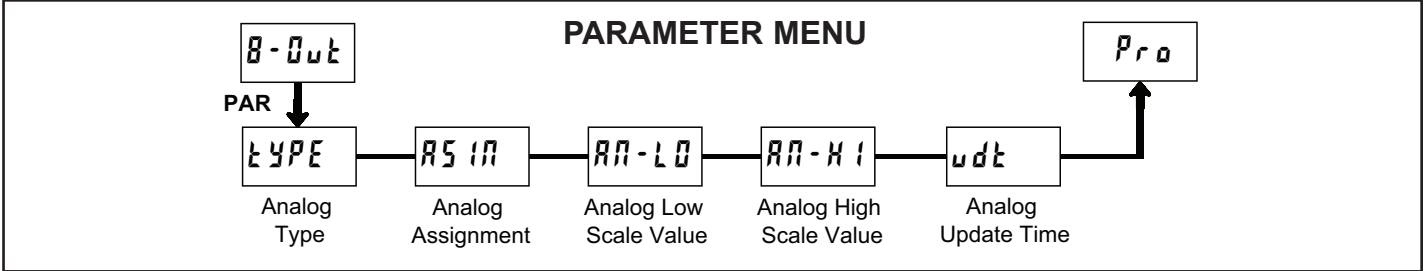 PARAMETER MENU
8-Out
Pro
PAR
tYPE
ASIN
AN-LO
AN-HI
udt
Analog
Type
Analog
Assignment
Analog Low
Scale Value
Analog High
Scale Value
Analog
Update Time